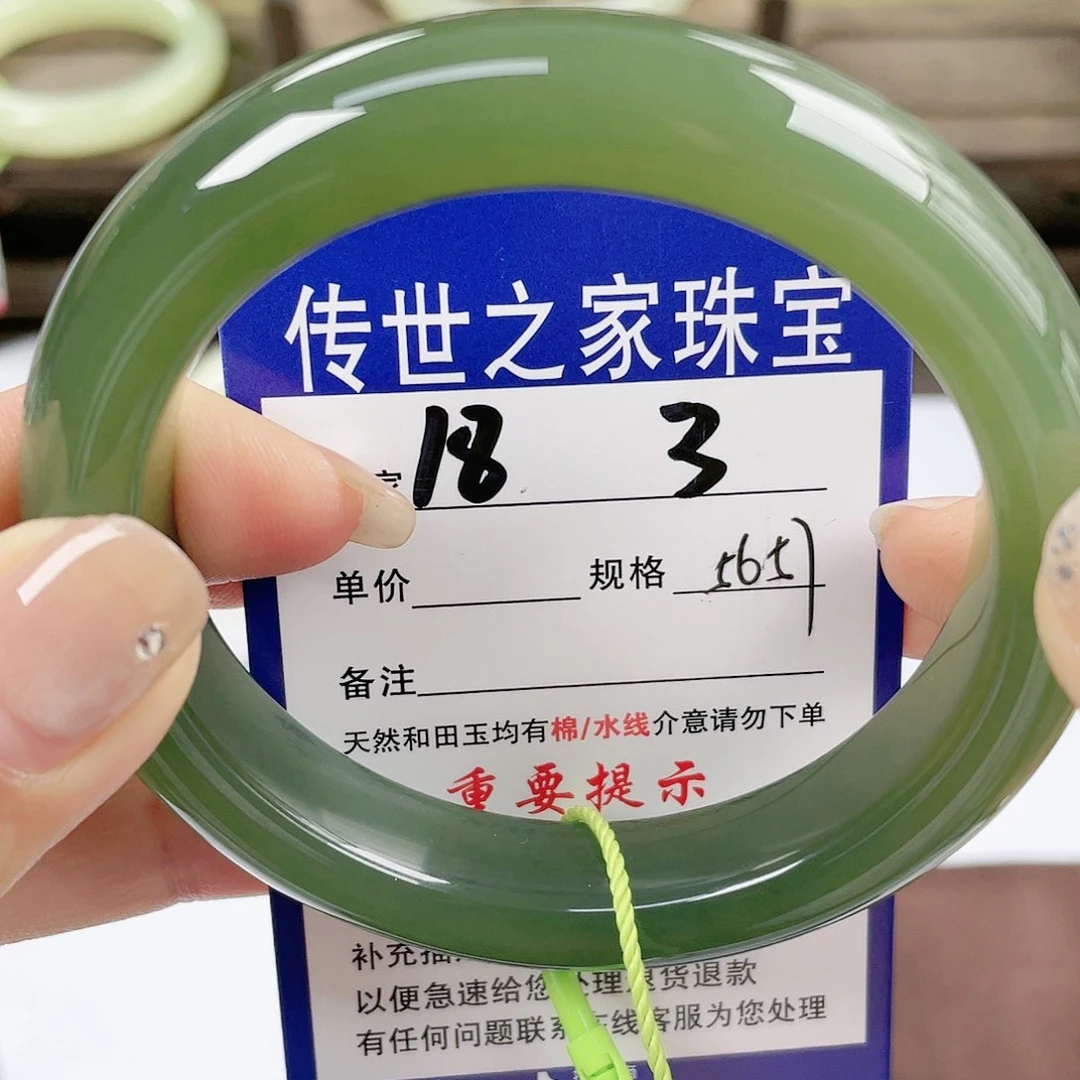 传世之家珠宝
18 3
单价 规格 565
备注
天然和田玉均有棉/水线介意请勿下单
重要提示
补充
以便急速给您处理退货退款
有任何问题联系在线客服为您处理